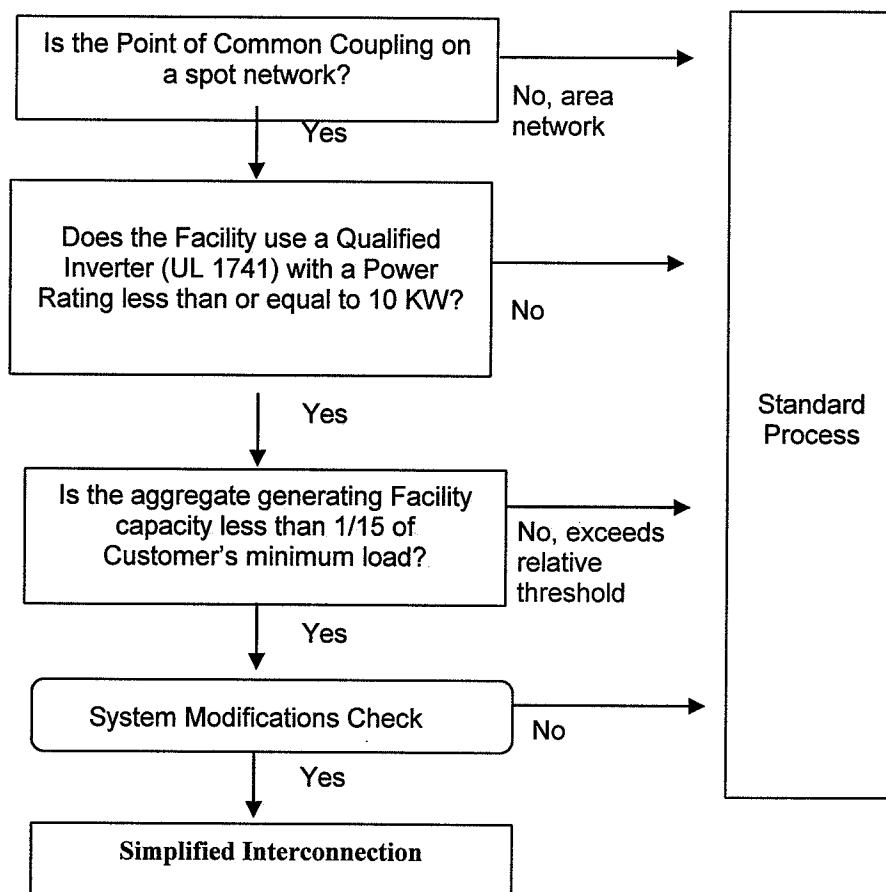 Is the Point of Common Coupling on
a spot network?
No, area
network
Yes
Does the Facility use a Qualified
Inverter (UL 1741) with a Power
Rating less than or equal to 10 KW?
No
Yes
Standard
Process
Is the aggregate generating Facility
capacity less than 1/15 of
Customer's minimum load?
No, exceeds
relative
threshold
Yes
System Modifications Check
No
Yes
Simplified Interconnection